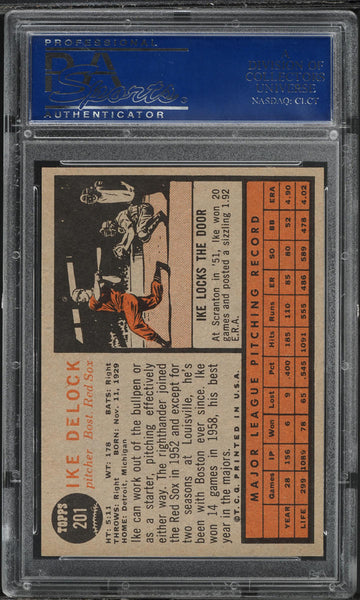 PROFESSIONAL
PSA
Sports
AUTHENTICATOR
A
DIVISION OF
COLLECTORS
UNIVERSE
NASDAQ: CLCT
TOPPS
201
IKE DELOCK
pitcher Bost. Red Sox
HT: 5:11 WT: 178 BATS: Right
THROWS: Right BORN: Nov. 11, 1929
HOME: Detroit, Michigan
Ike can work out of the bullpen or
as a starter, pitching effectively
either way. The righthander joined
the Red Sox in 1952 and except for
two seasons at Louisville, he's
been with Boston ever since. Ike
won 14 games in 1958, his best
year in the majors.
©T.C.G. PRINTED IN U.S.A.
IKE LOCKS THE DOOR
At Scranton in '51, Ike won 20
games and posted a sizzling 1.92
E.R.A.
MAJOR LEAGUE PITCHING RECORD
Games IP Won Lost Pct Hits Runs ER SO BB ERA
YEAR 28 156 6 9 .400 185 110 85 80 52 4.90
LIFE 299 1089 78 65 .545 1091 555 486 589 478 4.02